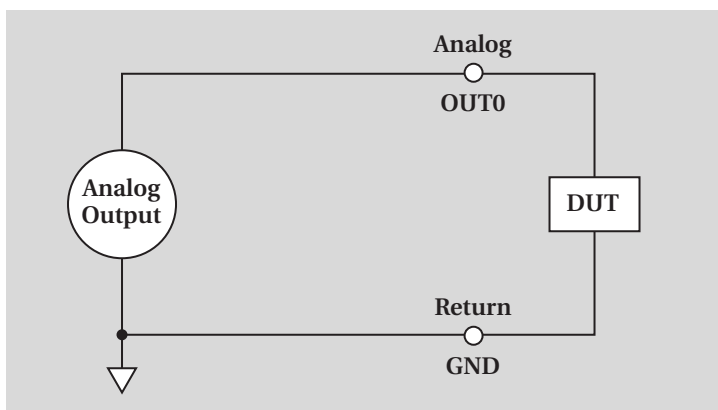 Analog
OUT0
Analog
Output
DUT
Return
GND